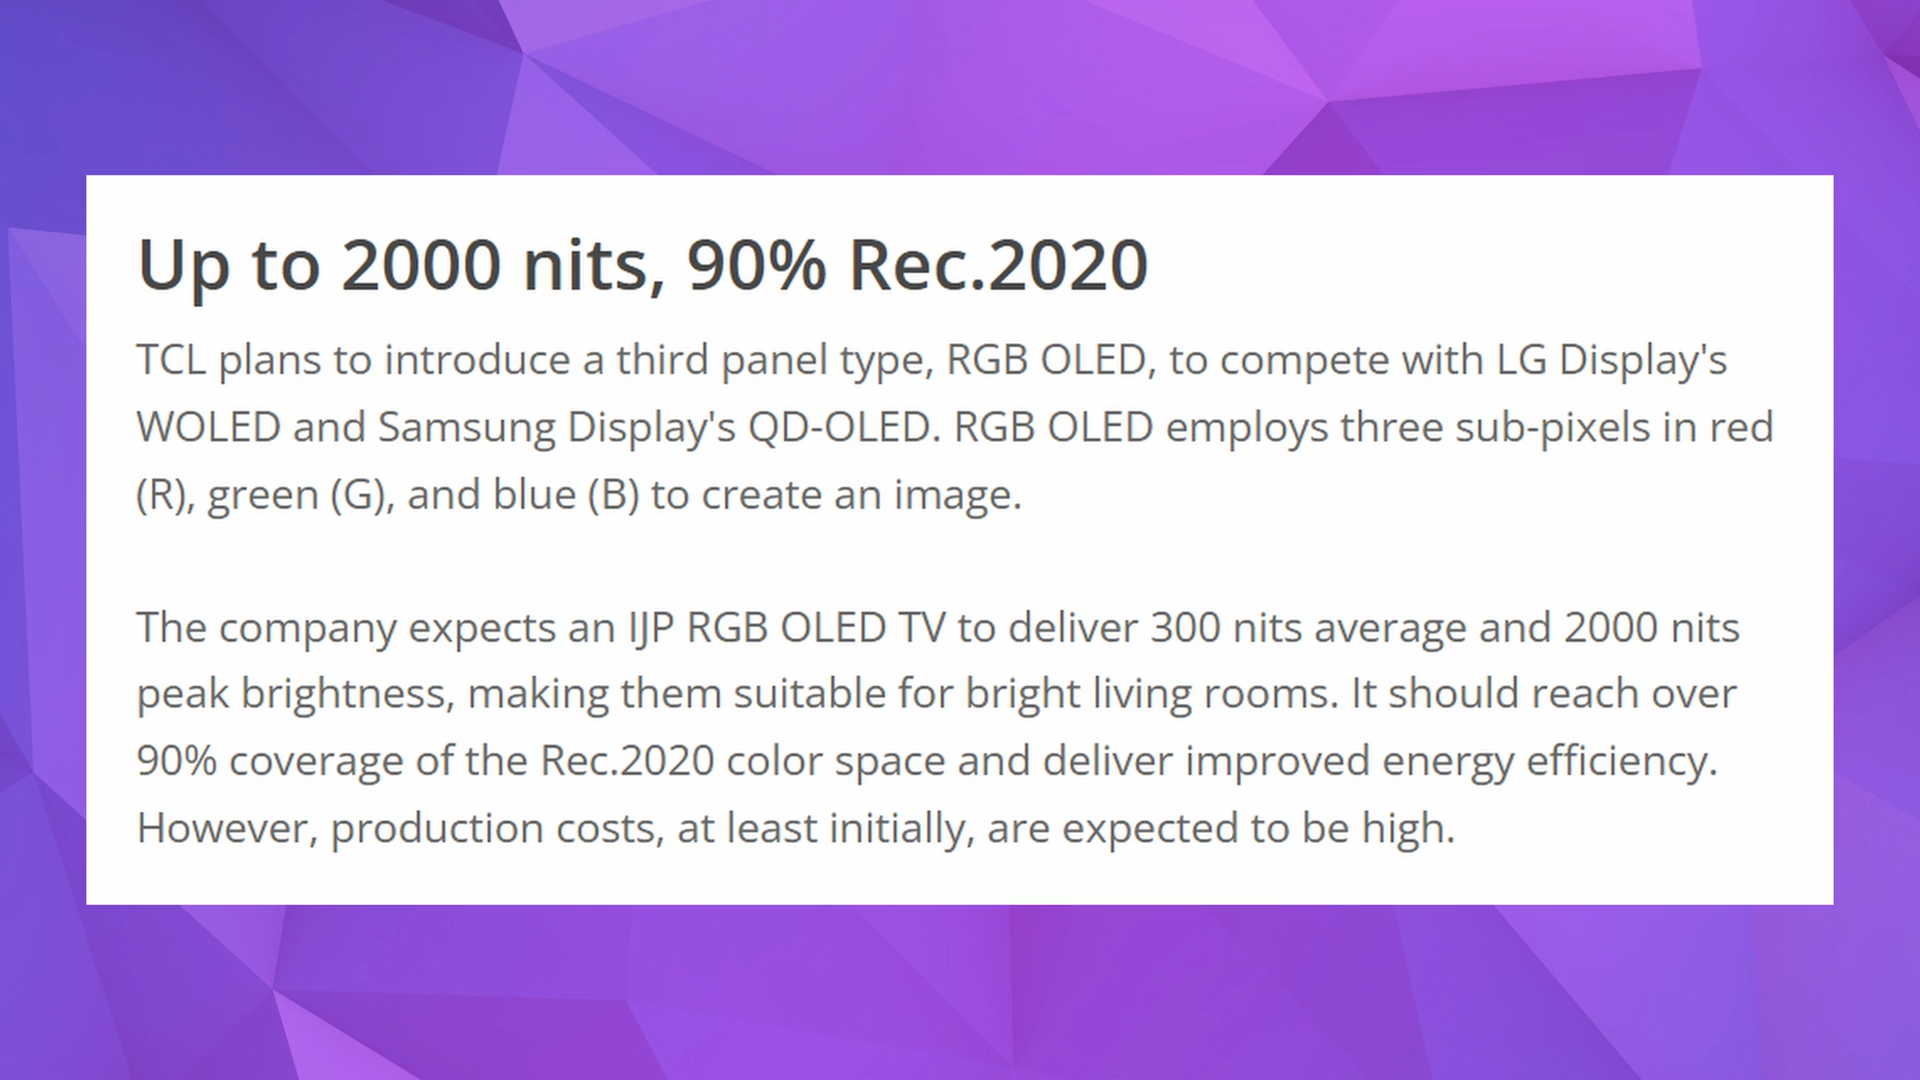 Up to 2000 nits, 90% Rec.2020
TCL plans to introduce a third panel type, RGB OLED, to compete with LG Display's
WOLED and Samsung Display's QD-OLED. RGB OLED employs three sub-pixels in red
(R), green (G), and blue (B) to create an image.
The company expects an IJP RGB OLED TV to deliver 300 nits average and 2000 nits
peak brightness, making them suitable for bright living rooms. It should reach over
90% coverage of the Rec.2020 color space and deliver improved energy efficiency.
However, production costs, at least initially, are expected to be high.